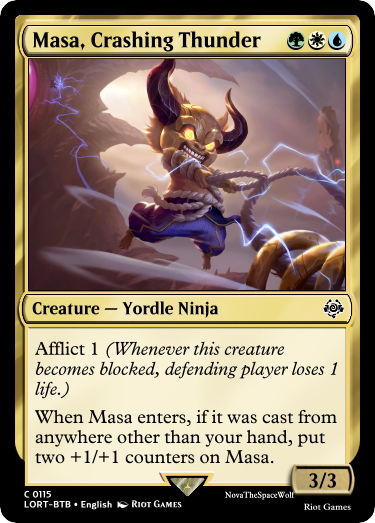 Masa, Crashing Thunder
Creature — Yordle Ninja
Afflict 1 (Whenever this creature
becomes blocked, defending player loses 1
life.)
When Masa enters, if it was cast from
anywhere other than your hand, put
two +1/+1 counters on Masa.
3/3
C 0115
LORT-BTB • English Riot Games
NovaTheSpaceWolf
Riot Games